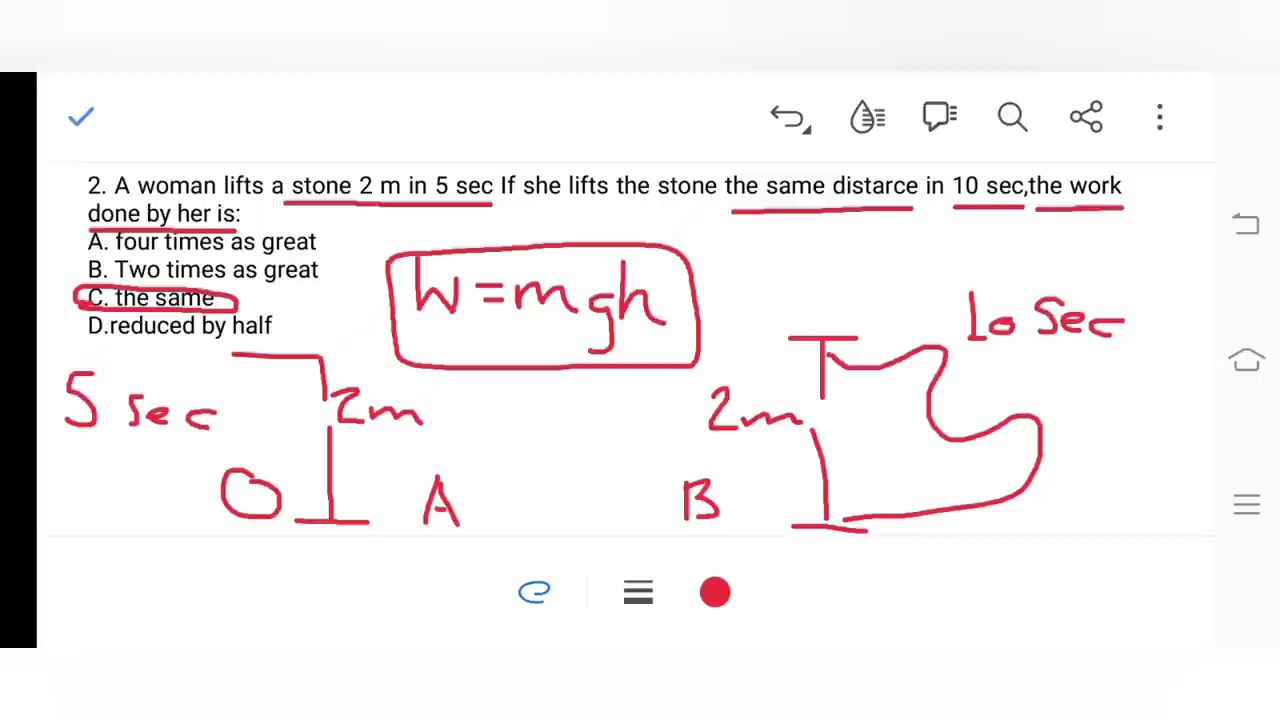 2. A woman lifts a stone 2 m in 5 sec If she lifts the stone the same distarce in 10 sec,the work
done by her is:
A. four times as great
B. Two times as great
C. the same
D.reduced by half
W = mgh
10 Sec
5 sec
2m
2m
A
B